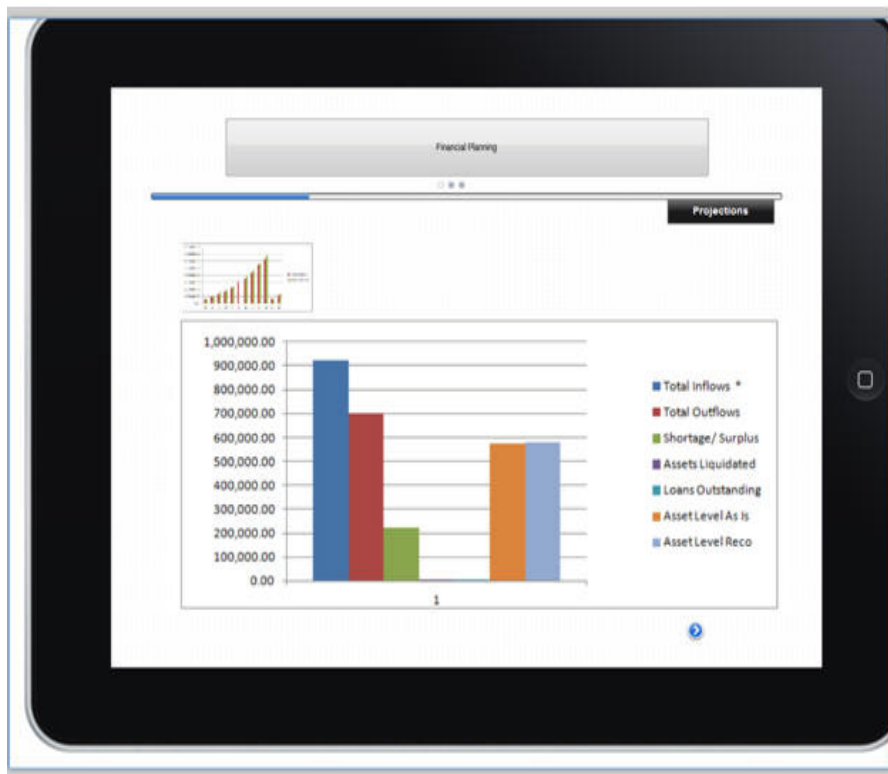 Financial Planning
Projections
1,000,000.00
900,000.00
800,000.00
700,000.00
600,000.00
500,000.00
400,000.00
300,000.00
200,000.00
100,000.00
0.00
1
Total Inflows *
Total Outflows
Shortage/ Surplus
Assets Liquidated
Loans Outstanding
Asset Level As Is
Asset Level Reco